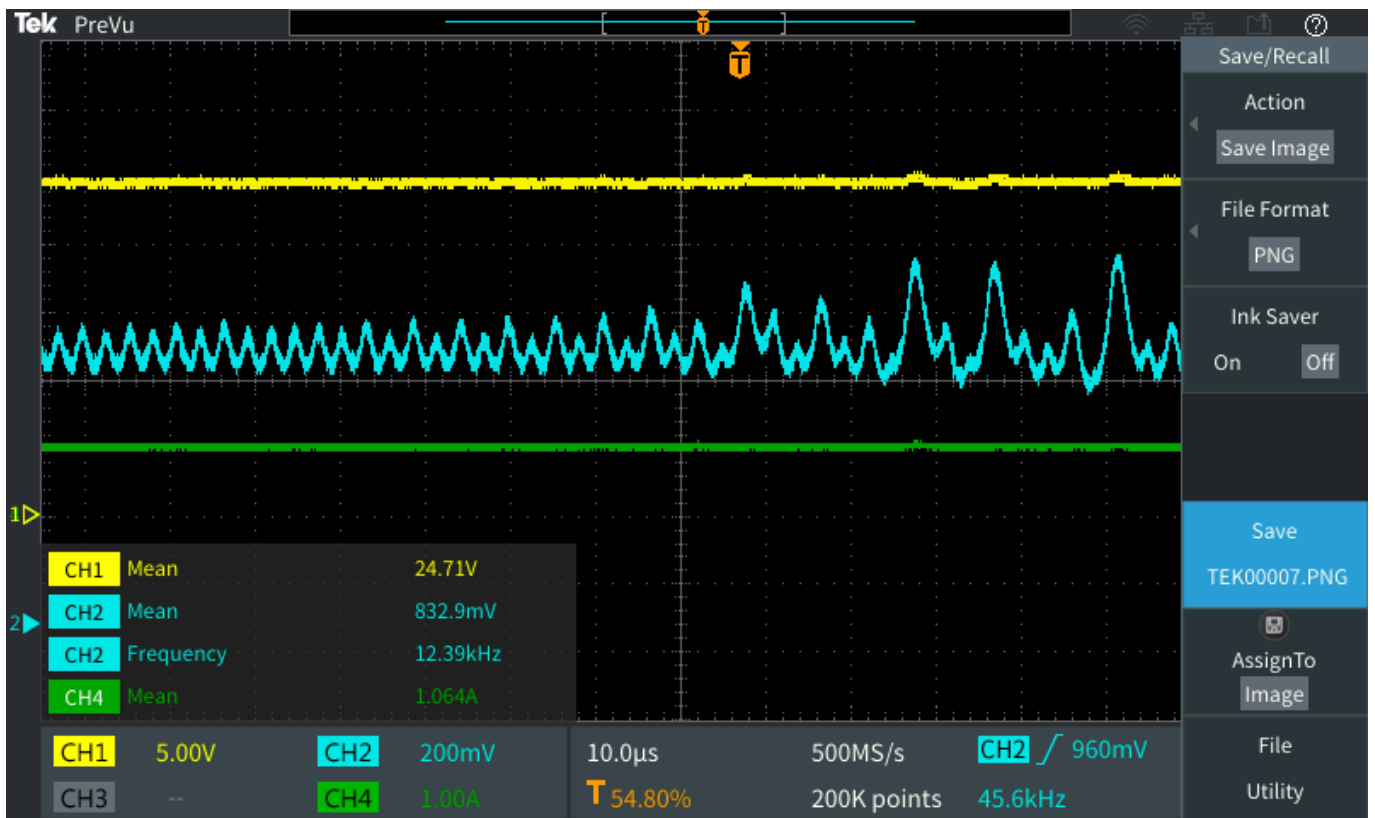 Tek PreVu
[ T ]
T
Save/Recall
Action
Save Image
File Format
PNG
Ink Saver
On Off
1
2
CH1 Mean 24.71V
CH2 Mean 832.9mV
CH2 Frequency 12.39kHz
CH4 Mean 1.064A
Save
TEK00007.PNG
AssignTo
Image
File
Utility
CH1 5.00V CH2 200mV 10.0µs 500MS/s CH2 960mV
CH3 -- CH4 1.00A T 54.80% 200K points 45.6kHz